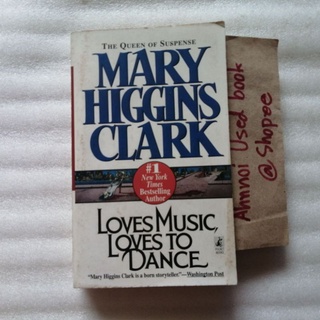 THE QUEEN OF SUSPENSE
MARY
HIGGINS
CLARK
#1
New York
Times
Bestselling
Author
LOVES MUSIC,
LOVES TO
DANCE
"Mary Higgins Clark is a born storyteller."—Washington Post
Ahmnoi Used book
@ Shopee